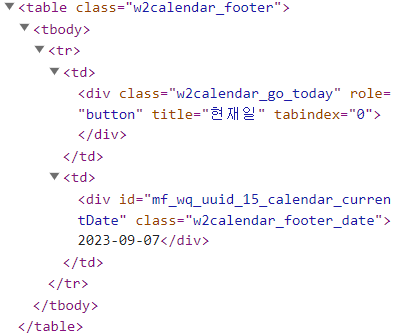 ▼<table class="w2calendar_footer">
▼<tbody>
▼<tr>
▼<td>
<div class="w2calendar_go_today" role=
"button" title="현재일" tabindex="0">
</div>
</td>
▼<td>
<div id="mf_wq_uuid_15_calendar_curren
tDate" class="w2calendar_footer_date">
2023-09-07</div>
</td>
</tr>
</tbody>
</table>